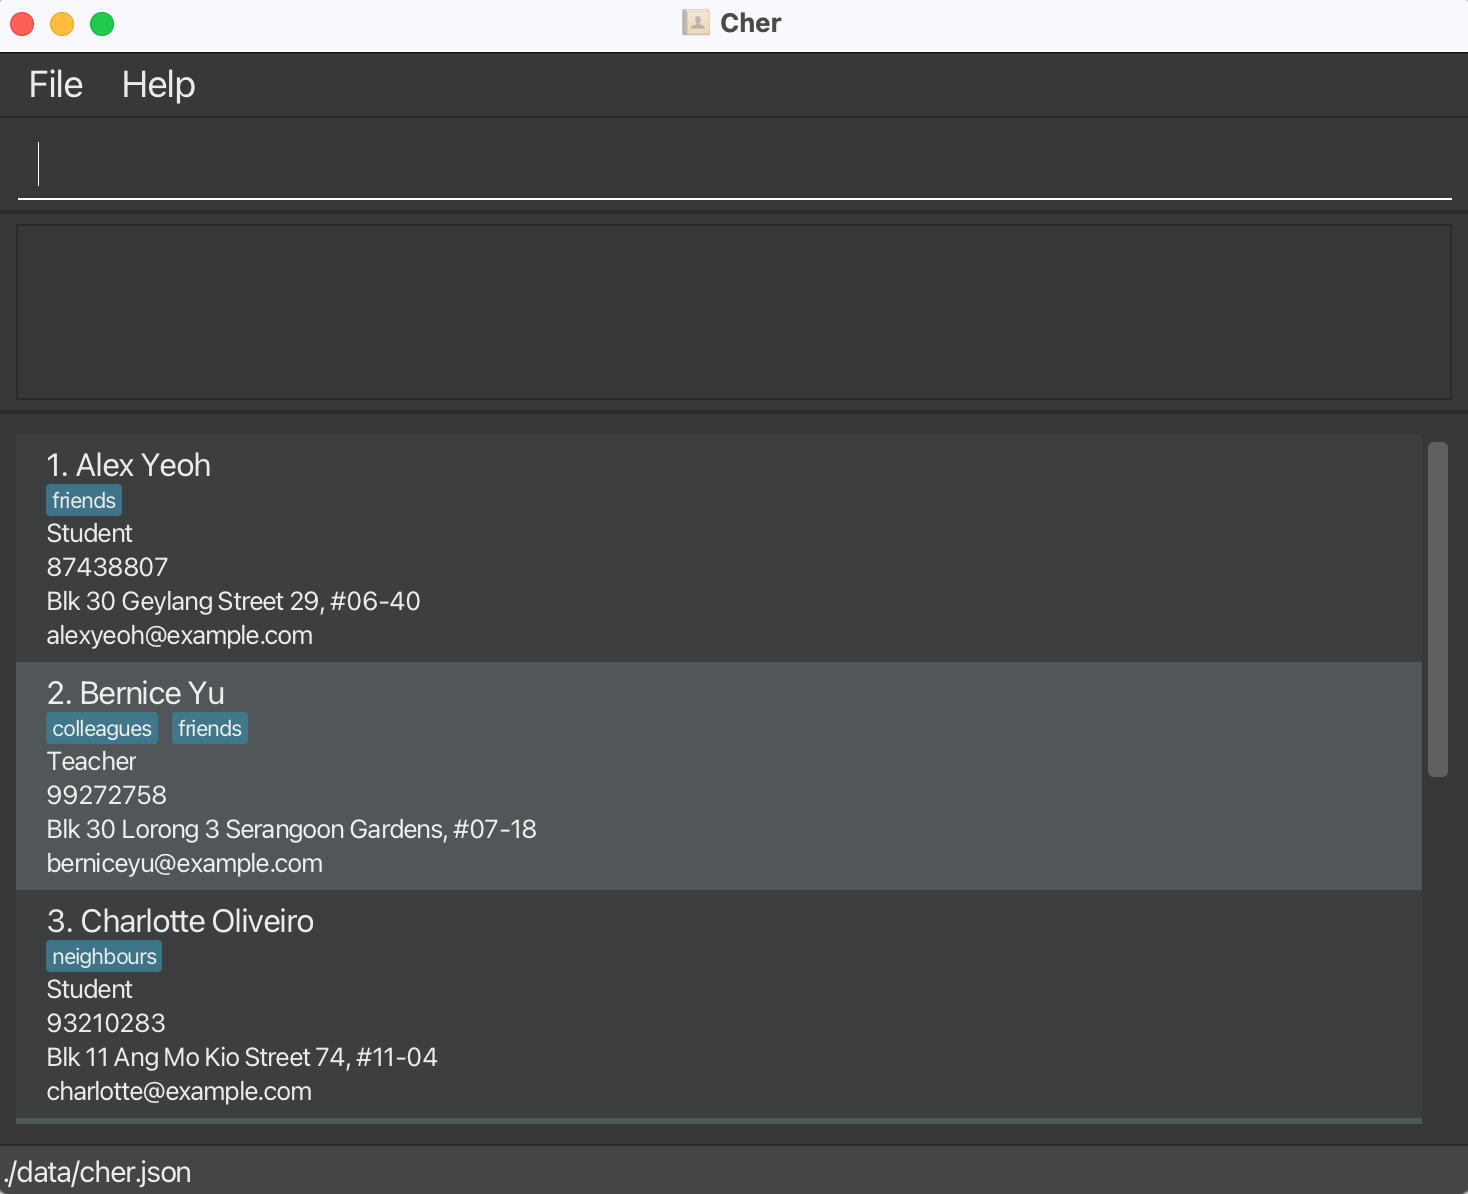 Cher
File Help
1. Alex Yeoh
friends
Student
87438807
Blk 30 Geylang Street 29, #06-40
alexyeoh@example.com
2. Bernice Yu
colleagues friends
Teacher
99272758
Blk 30 Lorong 3 Serangoon Gardens, #07-18
berniceyu@example.com
3. Charlotte Oliveiro
neighbours
Student
93210283
Blk 11 Ang Mo Kio Street 74, #11-04
charlotte@example.com
./data/cher.json